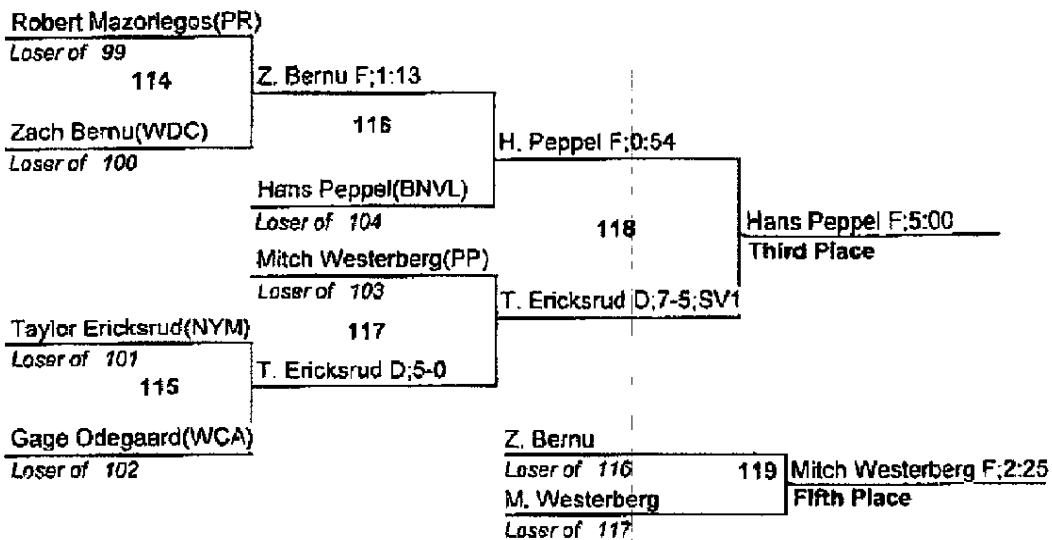 Robert Mazorlegos(PR)
Loser of 99
114
Zach Bernu(WDC)
Loser of 100
Z. Bernu F;1:13
116
Hans Peppel(BNVL)
Loser of 104
H. Peppel F;0:54
118
Hans Peppel F;5:00
Third Place
Mitch Westerberg(PP)
Loser of 103
117
T. Ericksrud D;5-0
T. Ericksrud D;7-5;SV1
Taylor Ericksrud(NYM)
Loser of 101
115
Gage Odegaard(WCA)
Loser of 102
Z. Bernu
Loser of 116
119
M. Westerberg
Loser of 117
Mitch Westerberg F;2:25
Fifth Place